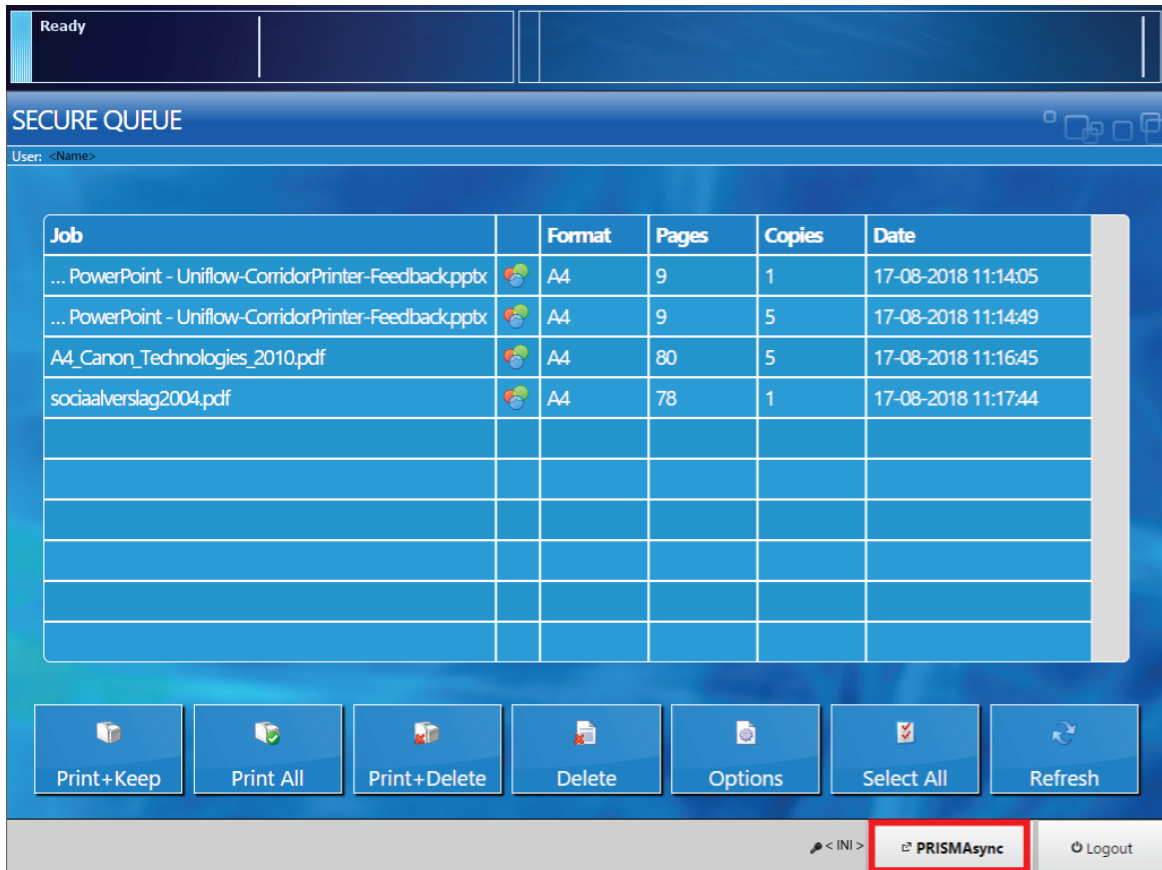 Ready
SECURE QUEUE
User: <Name>
Job Format Pages Copies Date
... PowerPoint - Uniflow-CorridorPrinter-Feedback.pptx A4 9 1 17-08-2018 11:14:05
... PowerPoint - Uniflow-CorridorPrinter-Feedback.pptx A4 9 5 17-08-2018 11:14:49
A4_Canon_Technologies_2010.pdf A4 80 5 17-08-2018 11:16:45
sociaalverslag2004.pdf A4 78 1 17-08-2018 11:17:44
Print+Keep Print All Print+Delete Delete Options Select All Refresh
< INI > PRISMAsync Logout